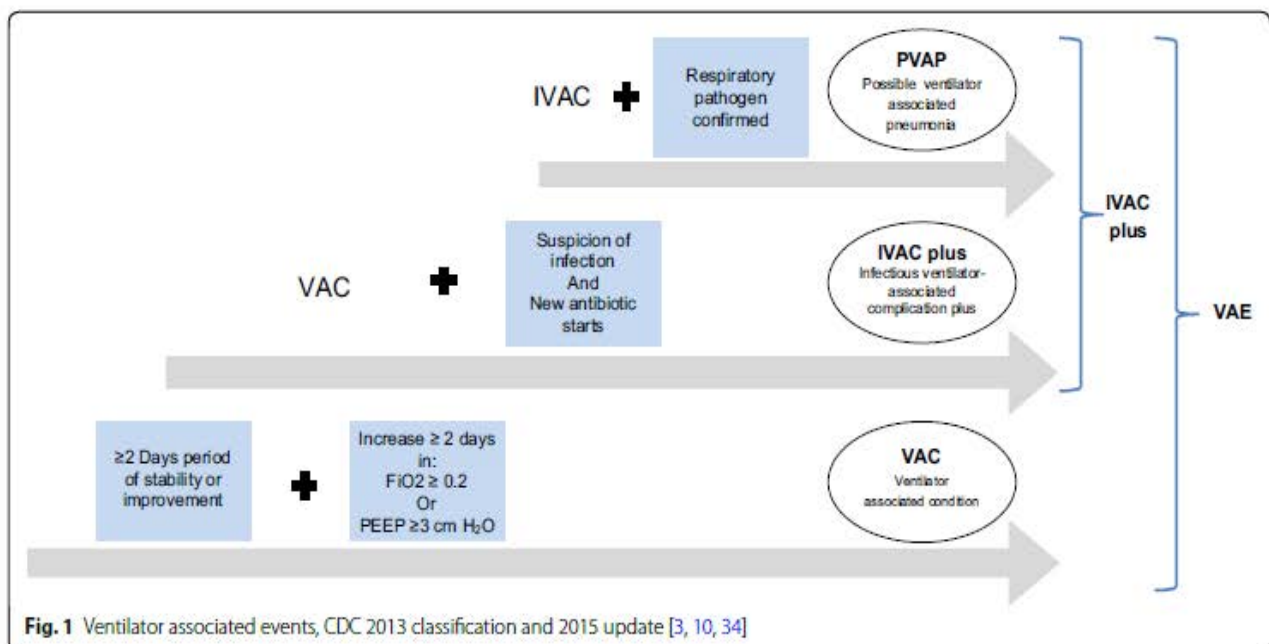 IVAC
Respiratory
pathogen
confirmed
PVAP
Possible ventilator
associated
pneumonia
VAC
Suspicion of
infection
And
New antibiotic
starts
IVAC plus
Infectious ventilator-
associated
complication plus
IVAC
plus
VAE
≥2 Days period
of stability or
improvement
Increase ≥ 2 days
in:
FiO2 ≥ 0.2
Or
PEEP ≥3 cm H₂O
VAC
Ventilator
associated condition
Fig. 1 Ventilator associated events, CDC 2013 classification and 2015 update [3, 10, 34]